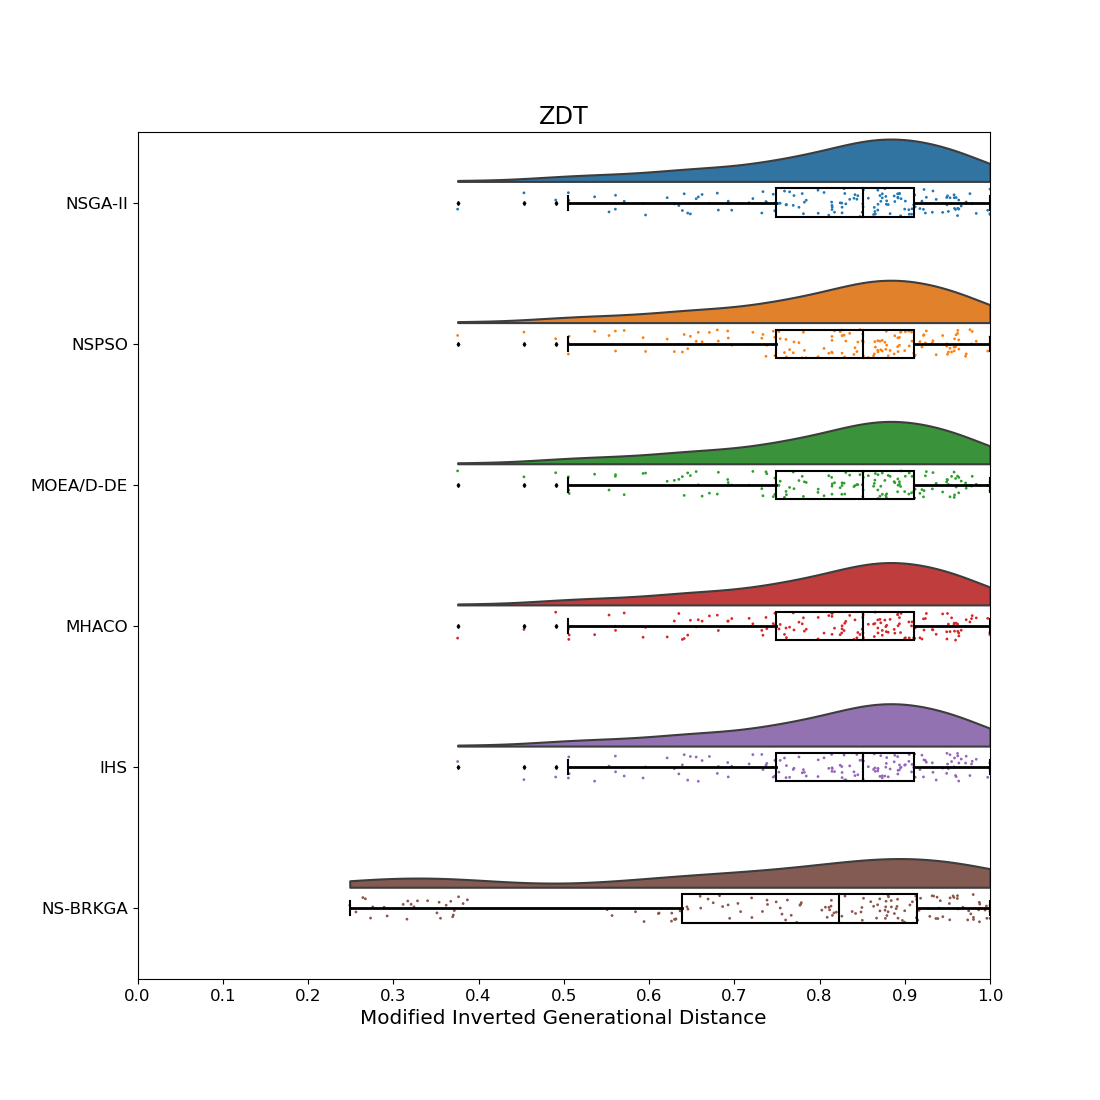 ZDT
NSGA-II
NSPSO
MOEA/D-DE
MHACO
IHS
NS-BRKGA
0.0 0.1 0.2 0.3 0.4 0.5 0.6 0.7 0.8 0.9 1.0
Modified Inverted Generational Distance